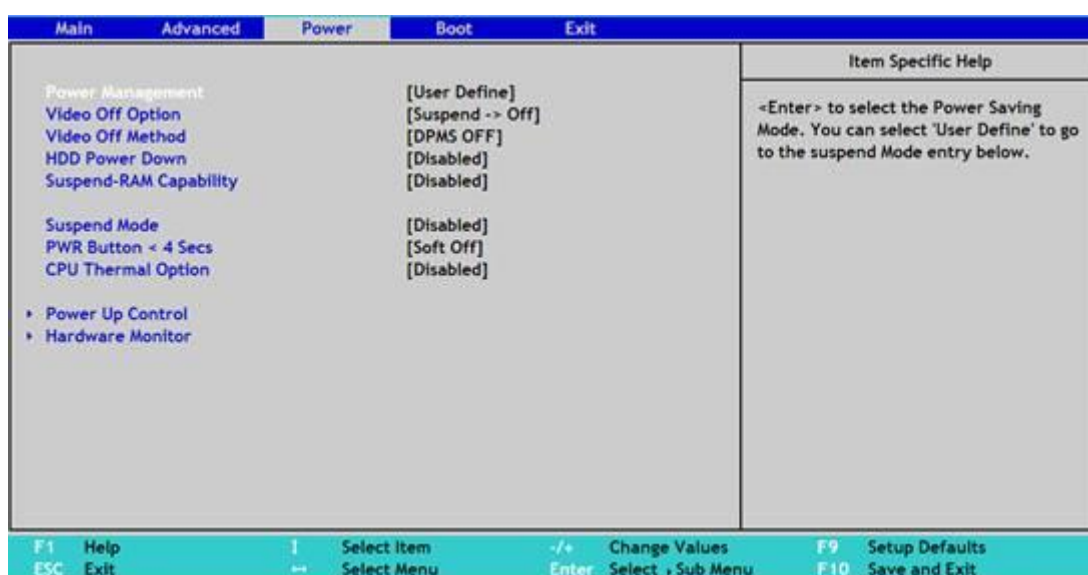 Main Advanced Power Boot Exit
Item Specific Help
Power Management [User Define]
Video Off Option [Suspend -> Off]
Video Off Method [DPMS OFF]
HDD Power Down [Disabled]
Suspend-RAM Capability [Disabled]
Suspend Mode [Disabled]
PWR Button < 4 Secs [Soft Off]
CPU Thermal Option [Disabled]
Power Up Control
Hardware Monitor
<Enter> to select the Power Saving
Mode. You can select 'User Define' to go
to the suspend Mode entry below.
F1 Help ↕ Select Item -/+ Change Values F9 Setup Defaults
ESC Exit ↔ Select Menu Enter Select › Sub Menu F10 Save and Exit